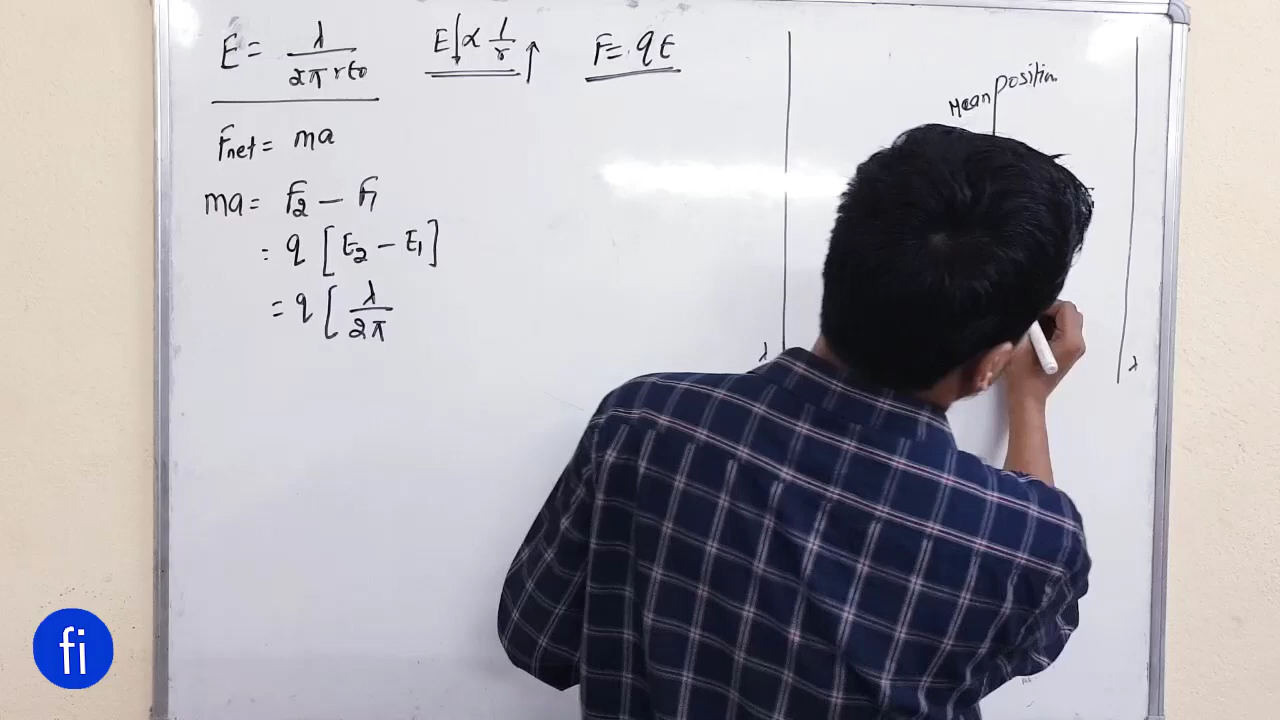 E = λ / 2πrε₀
E↓ ∝ 1/r ↑
F = qE
Fnet = ma
ma = F₂ − F₁
= q [E₂ − E₁]
= q [ λ / 2π
Mean position
λ
λ
fi